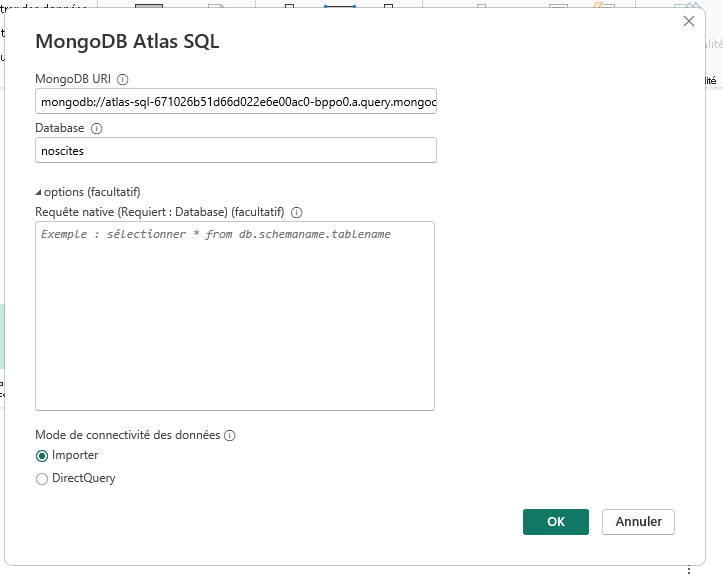 MongoDB Atlas SQL
MongoDB URI
mongodb://atlas-sql-671026b51d66d022e6e00ac0-bppo0.a.query.mongoc
Database
noscites
options (facultatif)
Requête native (Requiert : Database) (facultatif)
Exemple : sélectionner * from db.schemaname.tablename
Mode de connectivité des données
Importer
DirectQuery
OK
Annuler